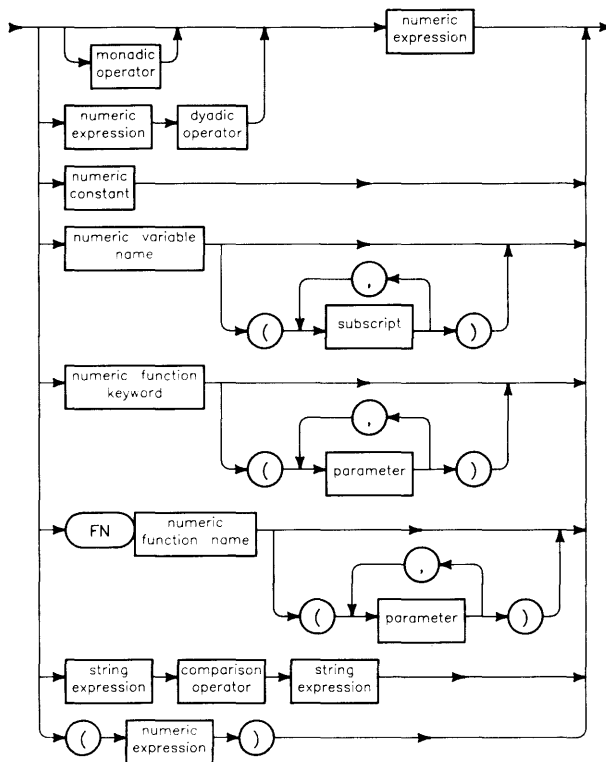 numeric
expression
monadic
operator
numeric
expression
dyadic
operator
numeric
constant
numeric variable
name
,
( subscript )
numeric function
keyword
,
( parameter )
FN
numeric
function name
,
( parameter )
string
expression
comparison
operator
string
expression
( numeric
expression )